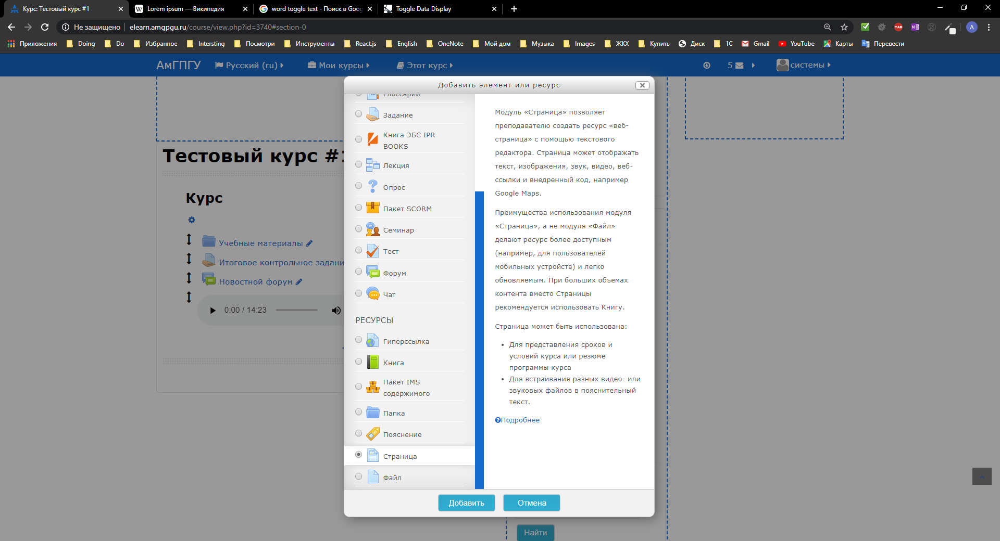 Курс: Тестовый курс #1
Lorem ipsum — Википедия
word toggle text - Поиск в Goog
Toggle Data Display
Не защищено
elearn.amgpgu.ru/course/view.php?id=3740#section-0
YAB
N
A
Приложения
Doing
Do
Избранное
Intersting
Посмотри
Инструменты
React.js
English
OneNote
Мой дом
Музыка
Images
ЖКХ
Купить
Диск
1С
Gmail
YouTube
Карты
Перевести
АмГПГУ
Русский (ru)
Мои курсы
Этот курс
5
системы
Добавить элемент или ресурс
Глоссарий
Задание
Книга ЭБС IPR
BOOKS
Лекция
Опрос
Пакет SCORM
Семинар
Тест
Форум
Чат
РЕСУРСЫ
Гиперссылка
Книга
Пакет IMS
содержимого
Папка
Пояснение
Страница
Файл
Модуль «Страница» позволяет
преподавателю создать ресурс «веб-
страница» с помощью текстового
редактора. Страница может отображать
текст, изображения, звук, видео, веб-
ссылки и внедренный код, например
Google Maps.
Преимущества использования модуля
«Страница», а не модуля «Файл»
делают ресурс более доступным
(например, для пользователей
мобильных устройств) и легко
обновляемым. При больших объемах
контента вместо Страницы
рекомендуется использовать Книгу.
Страница может быть использована:
• Для представления сроков и
условий курса или резюме
программы курса
• Для встраивания разных видео- или
звуковых файлов в пояснительный
текст.
Подробнее
Добавить
Отмена
Тестовый курс #1
Курс
Учебные материалы
Итоговое контрольное задани
Новостной форум
0:00 / 14:23
Найти